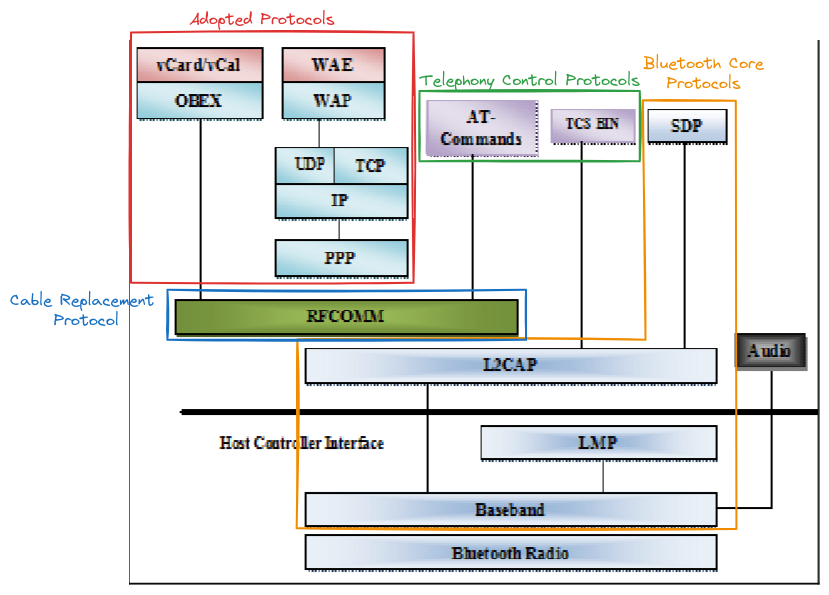 Adopted Protocols
vCard/vCal
WAE
Telephony Control Protocols
Bluetooth Core
Protocols
OBEX
WAP
AT-
Commands
TCS BIN
SDP
UDP
TCP
IP
PPP
Cable Replacement
Protocol
RFCOMM
L2CAP
Audio
Host Controller Interface
LMP
Baseband
Bluetooth Radio